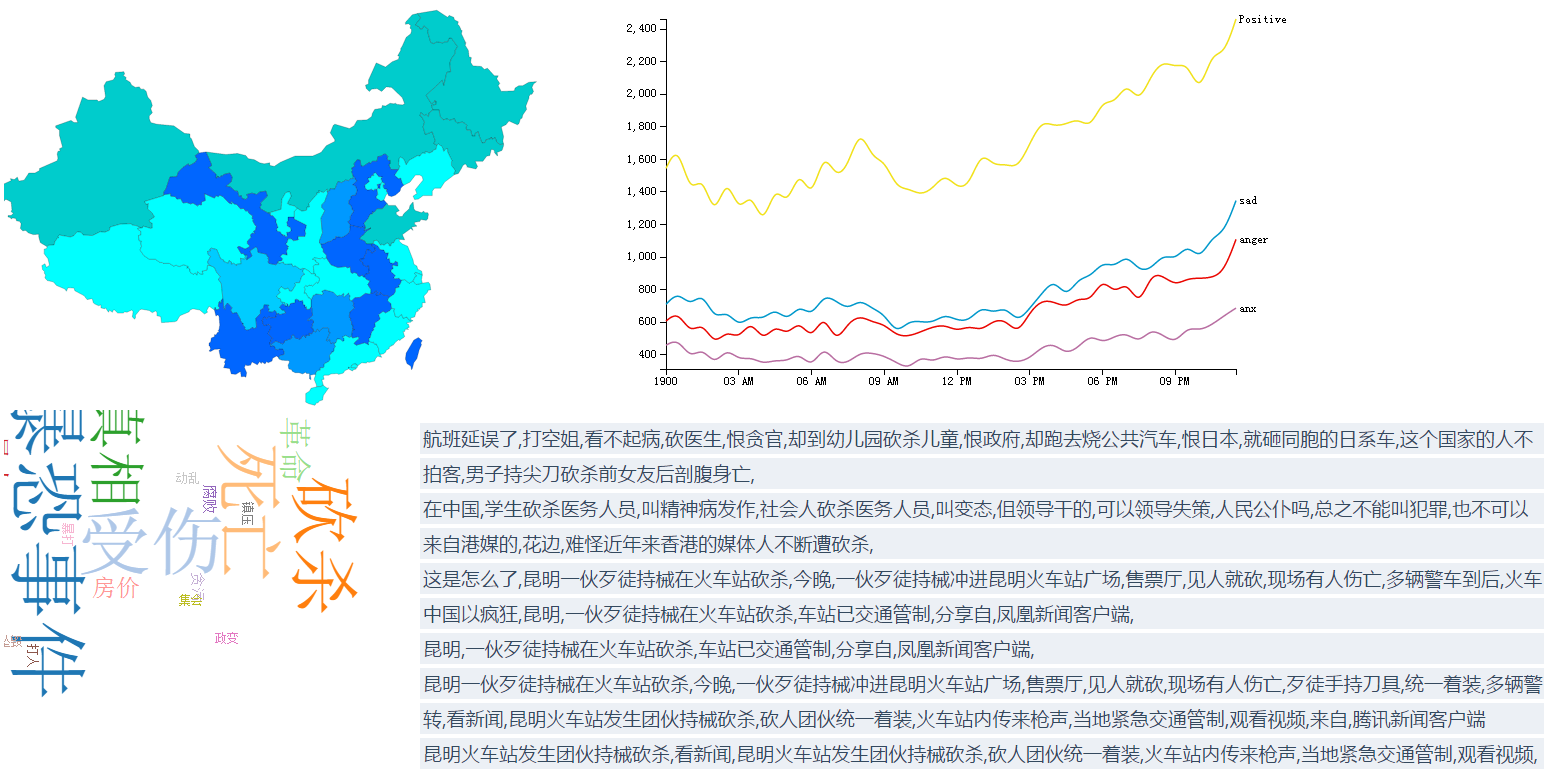 2,400
2,200
2,000
1,800
1,600
1,400
1,200
1,000
800
600
400
1900
03 AM
06 AM
09 AM
12 PM
03 PM
06 PM
09 PM
Positive
sad
anger
anx
暴恐事件
真相
受伤
死亡
砍杀
革命
动乱
腐败
镇压
暴打
房价
贪污
政变
打人
航班延误了,打空姐,看不起病,砍医生,恨贪官,却到幼儿园砍杀儿童,恨政府,却跑去烧公共汽车,恨日本,就砸同胞的日系车,这个国家的人不
拍客,男子持尖刀砍杀前女友后剖腹身亡,
在中国,学生砍杀医务人员,叫精神病发作,社会人砍杀医务人员,叫变态,但领导干的,可以领导失策,人民公仆吗,总之不能叫犯罪,也不可以
来自港媒的,花边,难怪近年来香港的媒体人不断遭砍杀,
这是怎么了,昆明一伙歹徒持械在火车站砍杀,今晚,一伙歹徒持械冲进昆明火车站广场,售票厅,见人就砍,现场有人伤亡,多辆警车到后,火车
中国以疯狂,昆明,一伙歹徒持械在火车站砍杀,车站已交通管制,分享自,凤凰新闻客户端,
昆明,一伙歹徒持械在火车站砍杀,车站已交通管制,分享自,凤凰新闻客户端,
昆明一伙歹徒持械在火车站砍杀,今晚,一伙歹徒持械冲进昆明火车站广场,售票厅,见人就砍,现场有人伤亡,歹徒手持刀具,统一着装,多辆警
转,看新闻,昆明火车站发生团伙持械砍杀,砍人团伙统一着装,火车站内传来枪声,当地紧急交通管制,观看视频,来自,腾讯新闻客户端
昆明火车站发生团伙持械砍杀,看新闻,昆明火车站发生团伙持械砍杀,砍人团伙统一着装,火车站内传来枪声,当地紧急交通管制,观看视频,